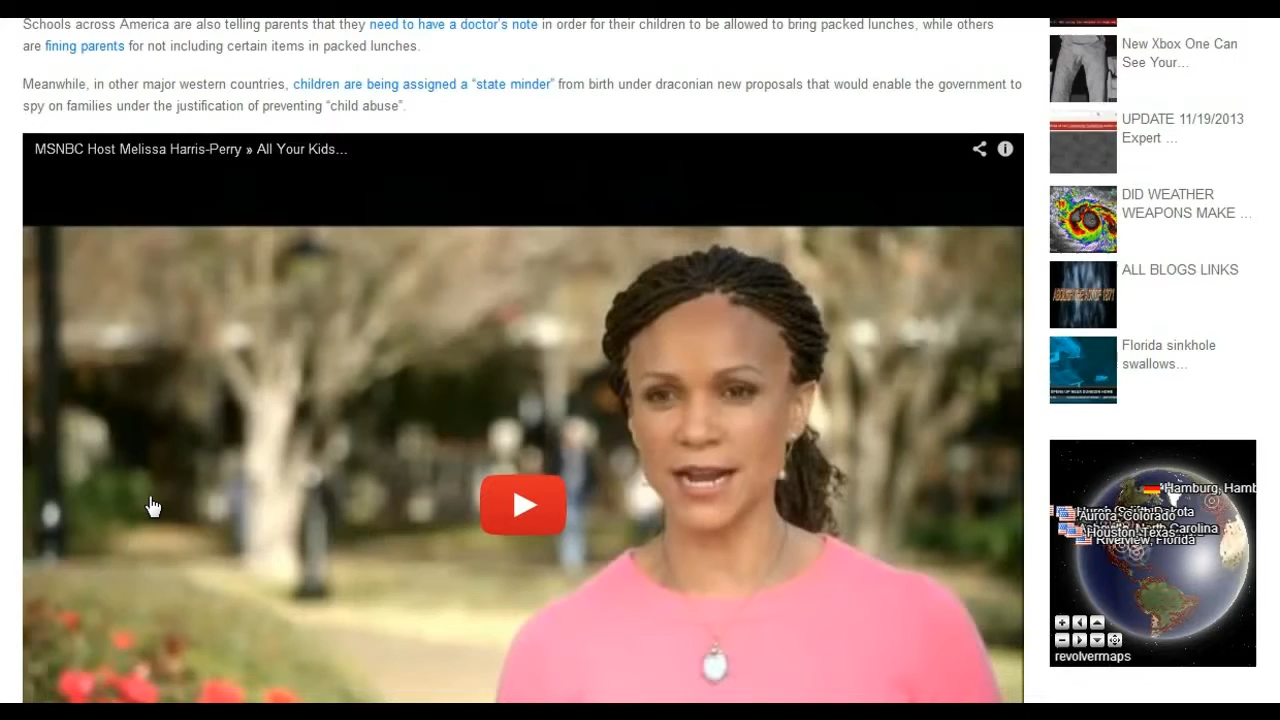 Schools across America are also telling parents that they need to have a doctor's note in order for their children to be allowed to bring packed lunches, while others
are fining parents for not including certain items in packed lunches.
Meanwhile, in other major western countries, children are being assigned a “state minder” from birth under draconian new proposals that would enable the government to
spy on families under the justification of preventing “child abuse”.
MSNBC Host Melissa Harris-Perry » All Your Kids...
New Xbox One Can
See Your...
UPDATE 11/19/2013
Expert ...
DID WEATHER
WEAPONS MAKE ...
ALL BLOGS LINKS
Florida sinkhole
swallows...
Hamburg, Hamb
Aurora, Colorado
North Carolina
Houston, Texas
Riverview, Florida
revolvermaps